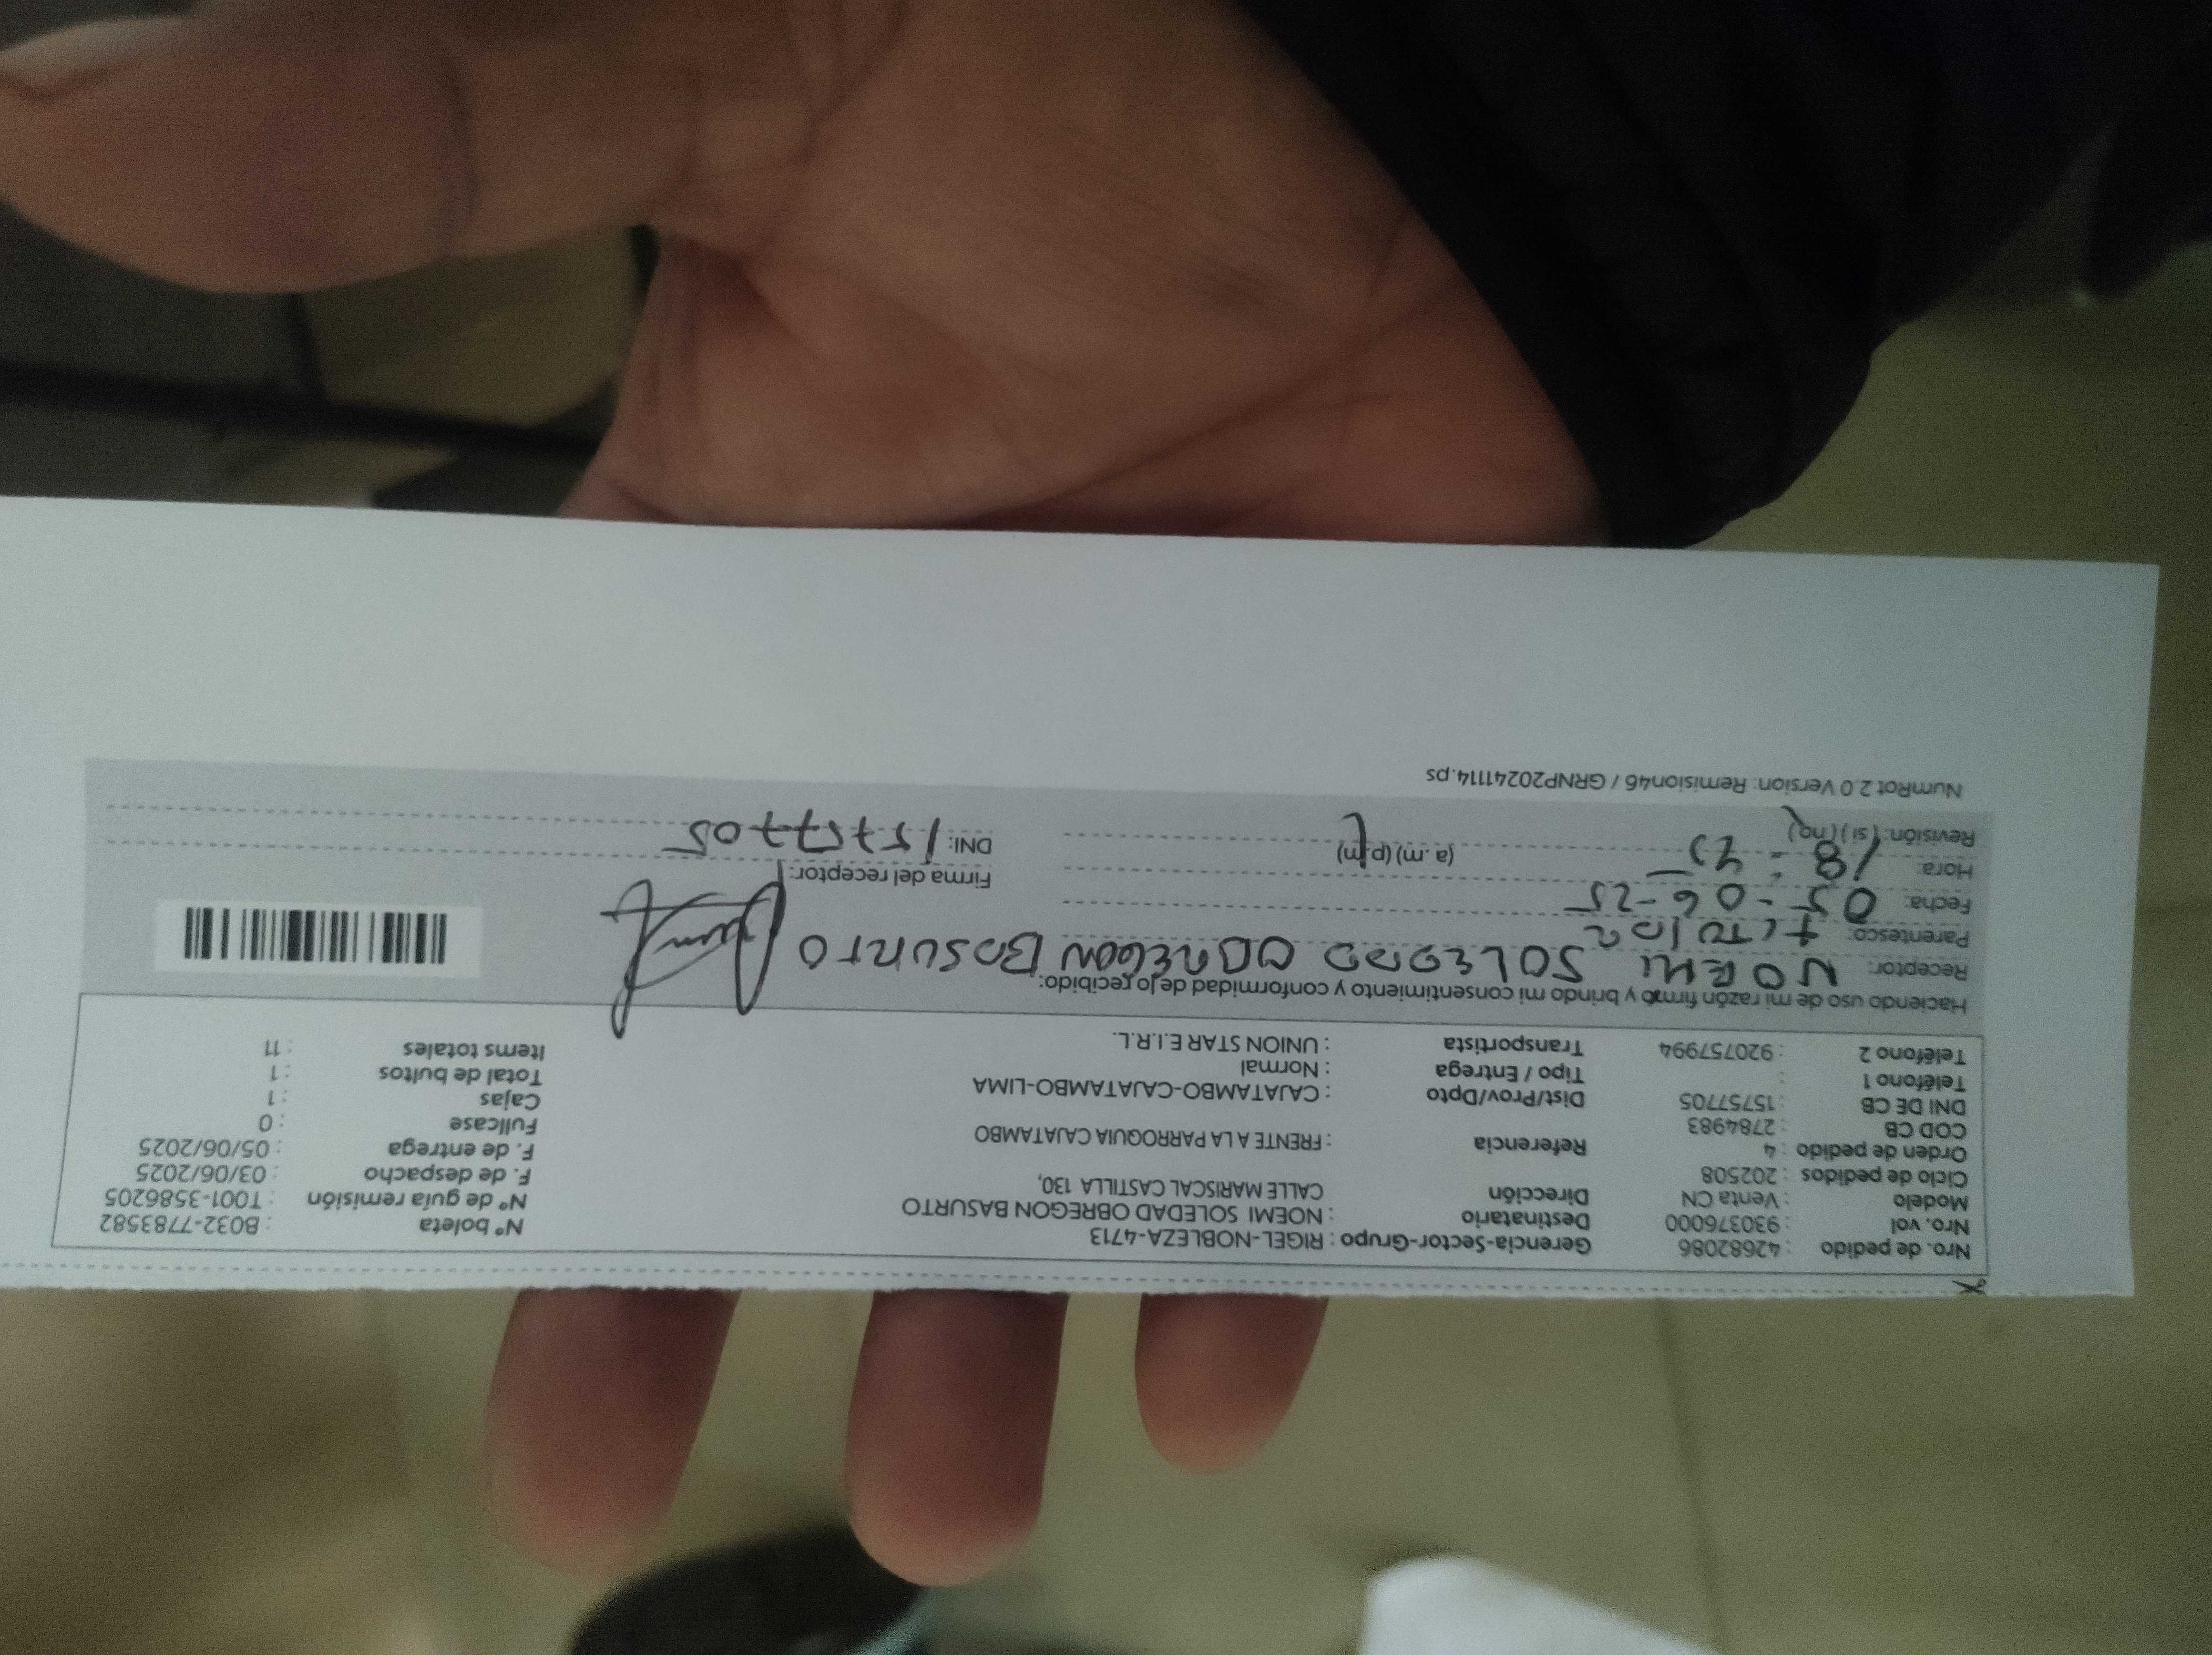 Nro. de pedido : 42682086 Gerencia-Sector-Grupo : RIGEL-NOBLEZA-4713 N° boleta : B032-7783582
Nro. vol : 930376000 Destinatario : NOEMI SOLEDAD OBREGON BASURTO N° de guía remisión : T001-3586205
Modelo : Venta CN Dirección CALLE MARISCAL CASTILLA 130, F. de despacho : 03/06/2025
Ciclo de pedidos : 202508 F. de entrega : 05/06/2025
Orden de pedido : 4 Referencia : FRENTE A LA PARROQUIA CAJATAMBO Fullcase : 0
COD CB : 2784983 Cajas : 1
DNI DE CB : 15757705 Dist/Prov/Dpto : CAJATAMBO-CAJATAMBO-LIMA Total de bultos : 1
Teléfono 1 : Tipo / Entrega : Normal Items totales : 11
Teléfono 2 : 920757994 Transportista : UNION STAR E.I.R.L.
Haciendo uso de mi razón firmo y brindo mi consentimiento y conformidad de lo recibido:
Receptor: NOEMI SOLEDAD OBREGON BASURTO
Parentesco: titular
Fecha: 05-06-25 Firma del receptor:
Hora: 18: (a.m) (p.m) DNI: 15757705
Revisión: (si) (no)
NumRot 2.0 Version: Remision46 / GRNP20241114.ps